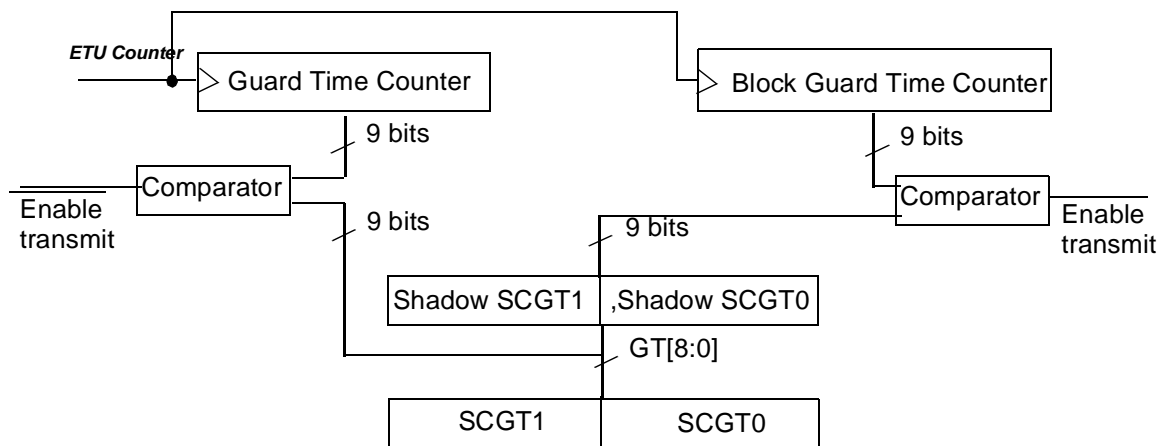 ETU Counter
Guard Time Counter
Block Guard Time Counter
9 bits
9 bits
Comparator
Comparator
Enable
transmit
9 bits
9 bits
Enable
transmit
Shadow SCGT1
,Shadow SCGT0
GT[8:0]
SCGT1
SCGT0